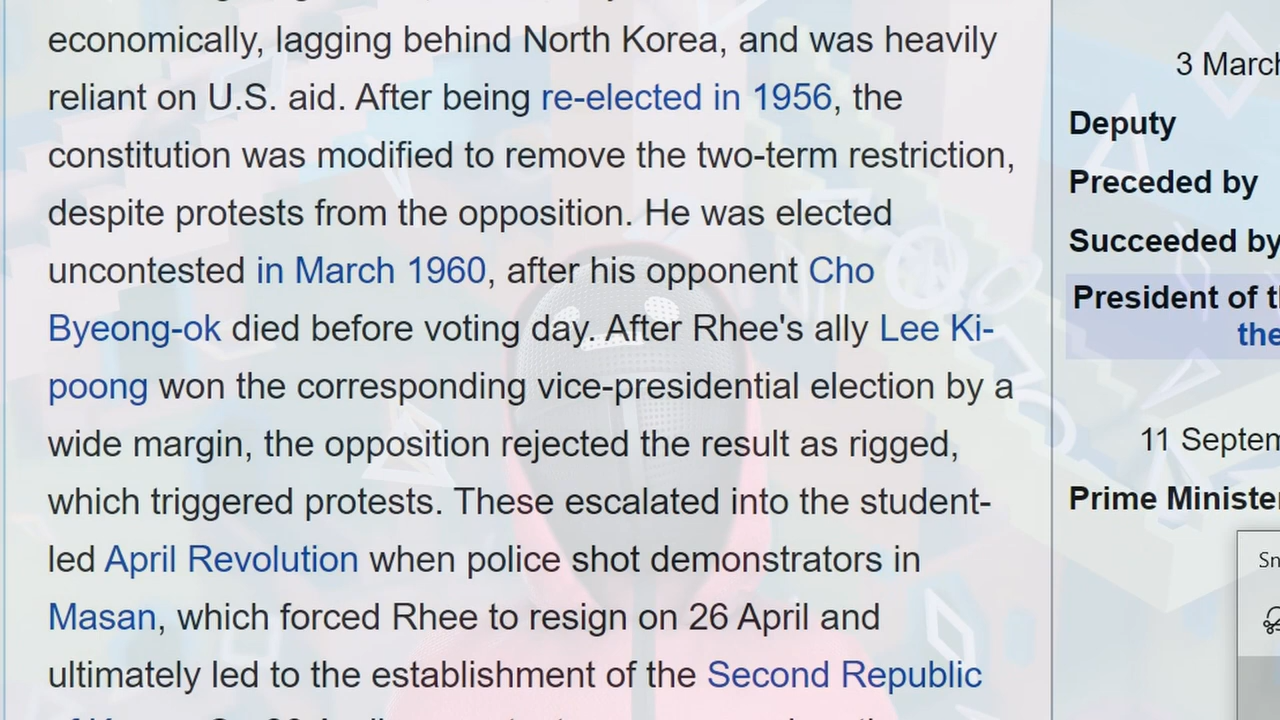 economically, lagging behind North Korea, and was heavily
reliant on U.S. aid. After being re-elected in 1956, the
constitution was modified to remove the two-term restriction,
despite protests from the opposition. He was elected
uncontested in March 1960, after his opponent Cho
Byeong-ok died before voting day. After Rhee's ally Lee Ki-
poong won the corresponding vice-presidential election by a
wide margin, the opposition rejected the result as rigged,
which triggered protests. These escalated into the student-
led April Revolution when police shot demonstrators in
Masan, which forced Rhee to resign on 26 April and
ultimately led to the establishment of the Second Republic
3 March
Deputy
Preceded by
Succeeded by
President of
the
11
Prime